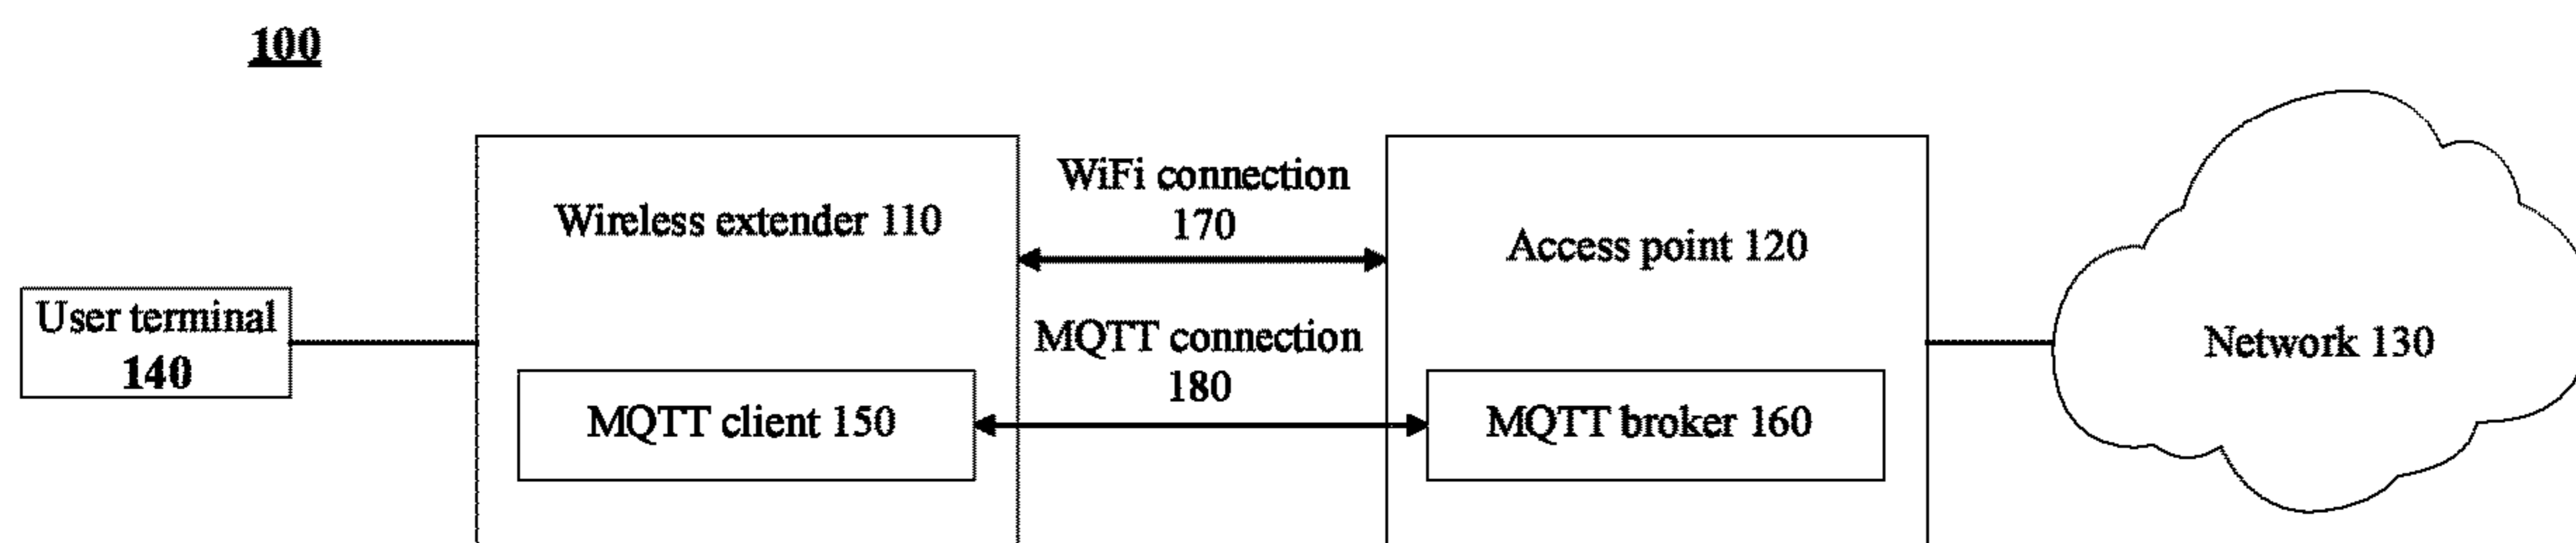 100
WiFi connection
170
Wireless extender 110
Access point 120
User terminal
140
MQTT connection
180
Network 130
MQTT client 150
MQTT broker 160